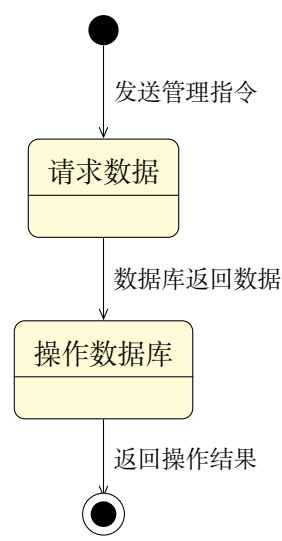 发送管理指令
请求数据
数据库返回数据
操作数据库
返回操作结果